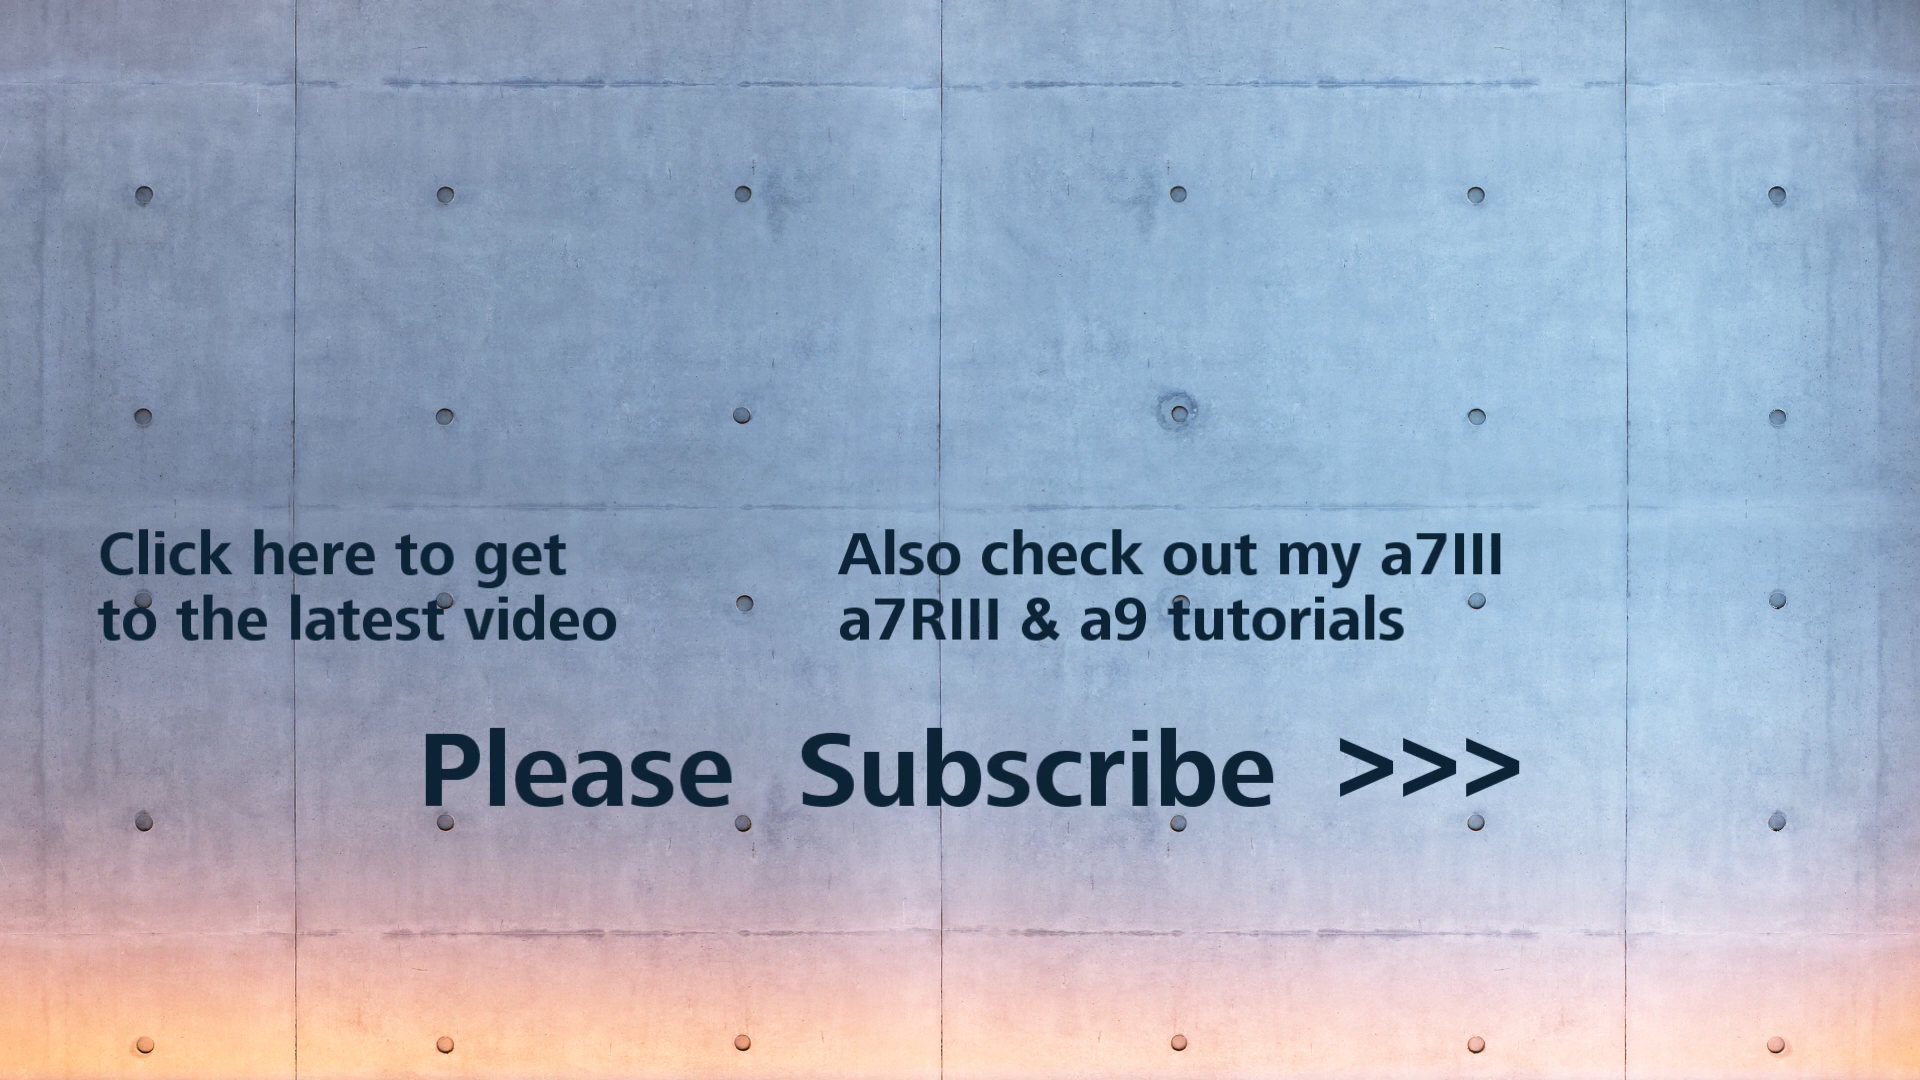 Click here to get
to the latest video
Also check out my a7III
a7RIII & a9 tutorials
Please Subscribe >>>